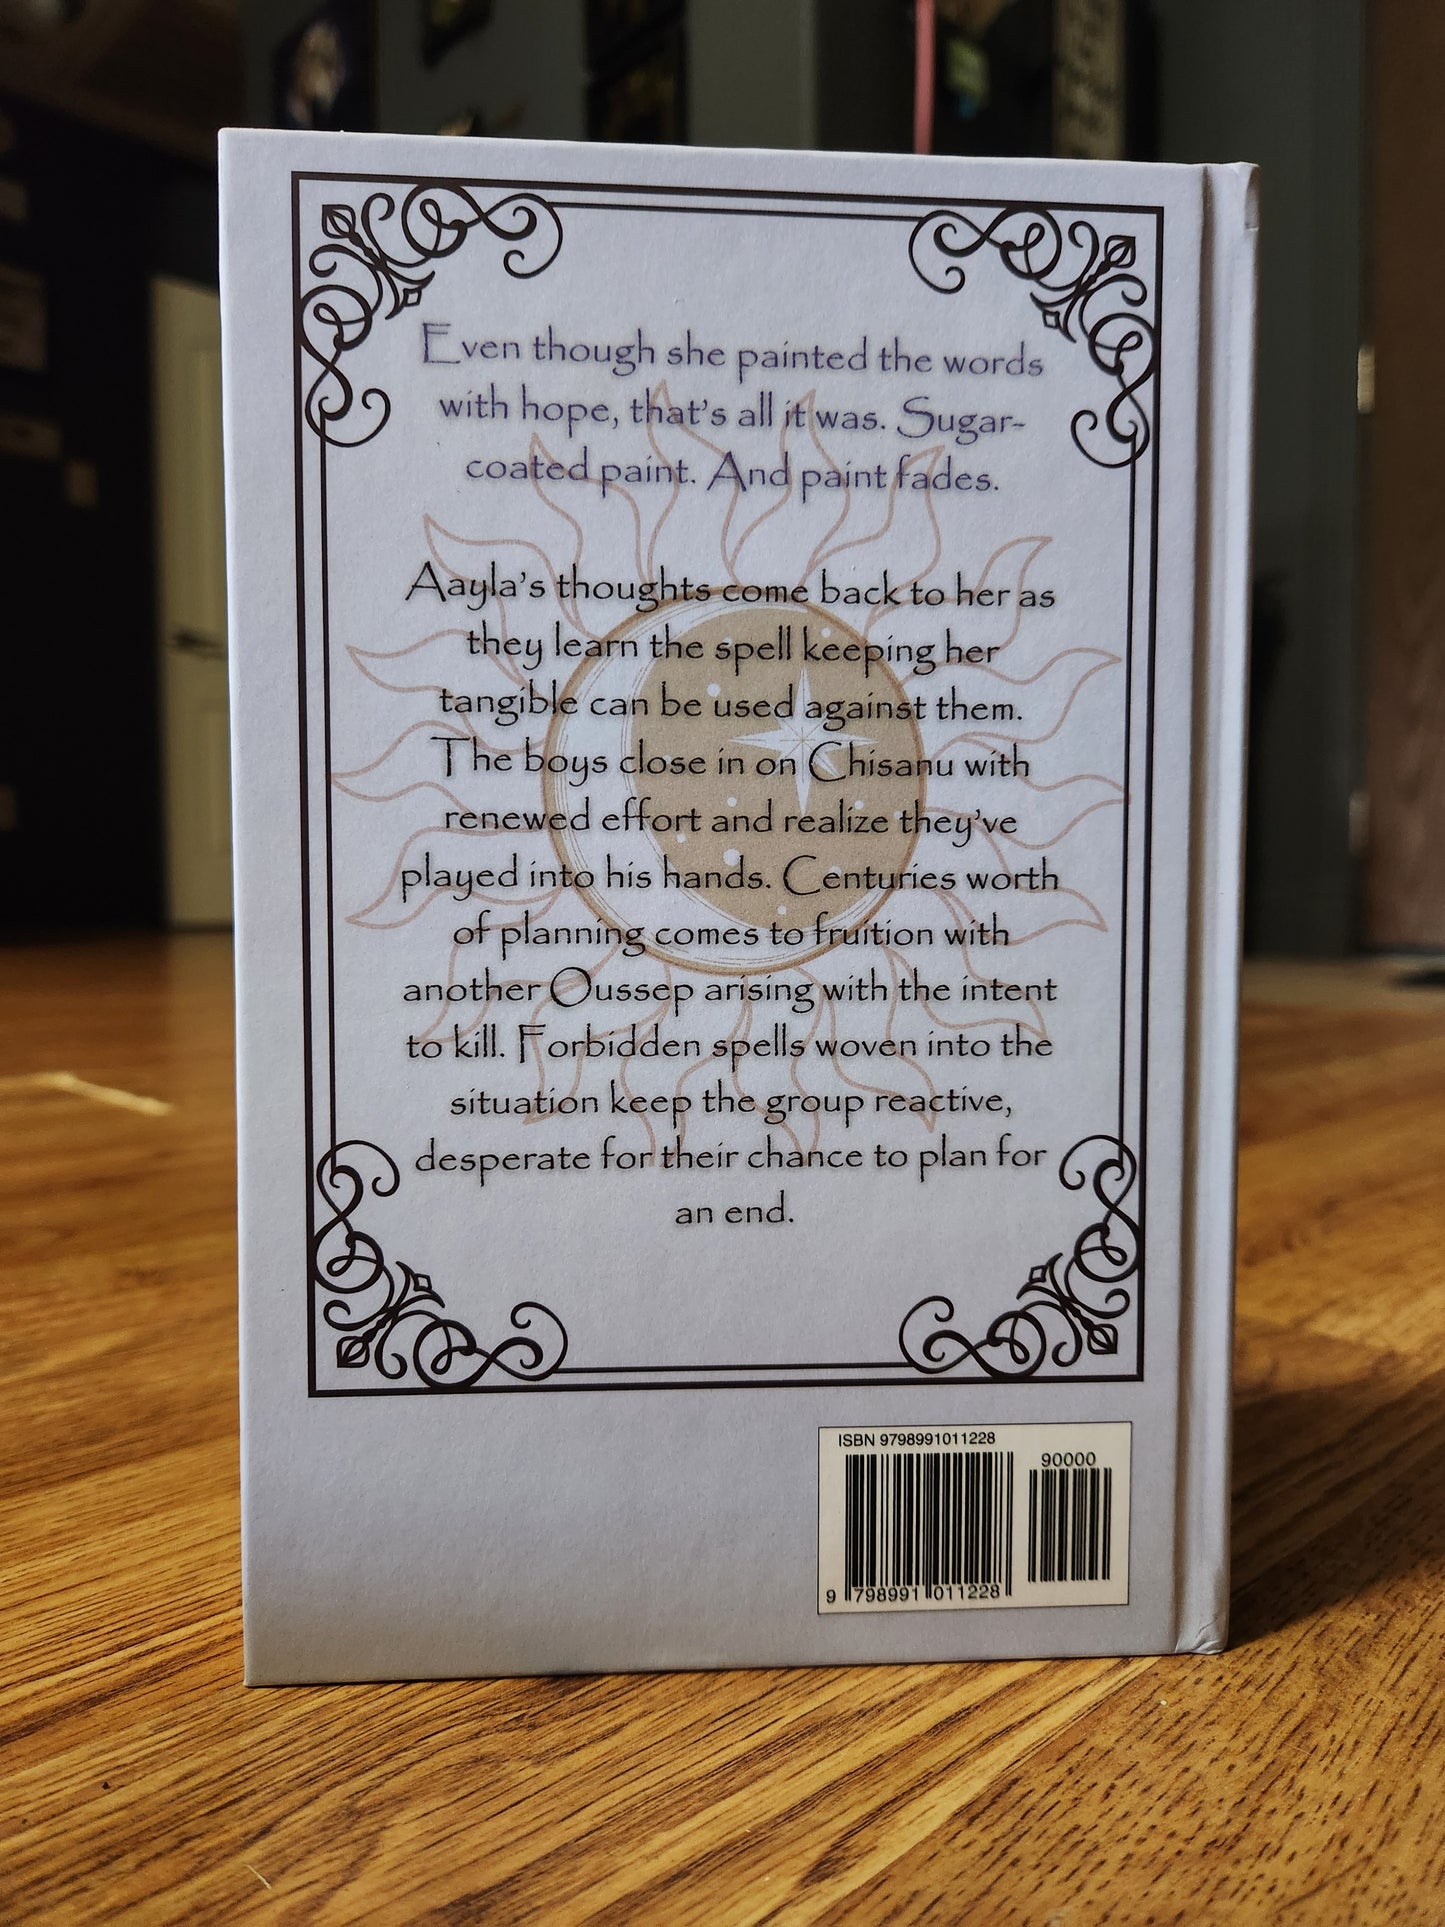 Even though she painted the words
with hope, that's all it was. Sugar-
coated paint. And paint fades.
Aayla's thoughts come back to her as
they learn the spell keeping her
tangible can be used against them.
The boys close in on Chisanu with
renewed effort and realize they've
played into his hands. Centuries worth
of planning comes to fruition with
another Oussep arising with the intent
to kill. Forbidden spells woven into the
situation keep the group reactive,
desperate for their chance to plan for
an end.
ISBN 9798991011228
90000
9 798991 011228